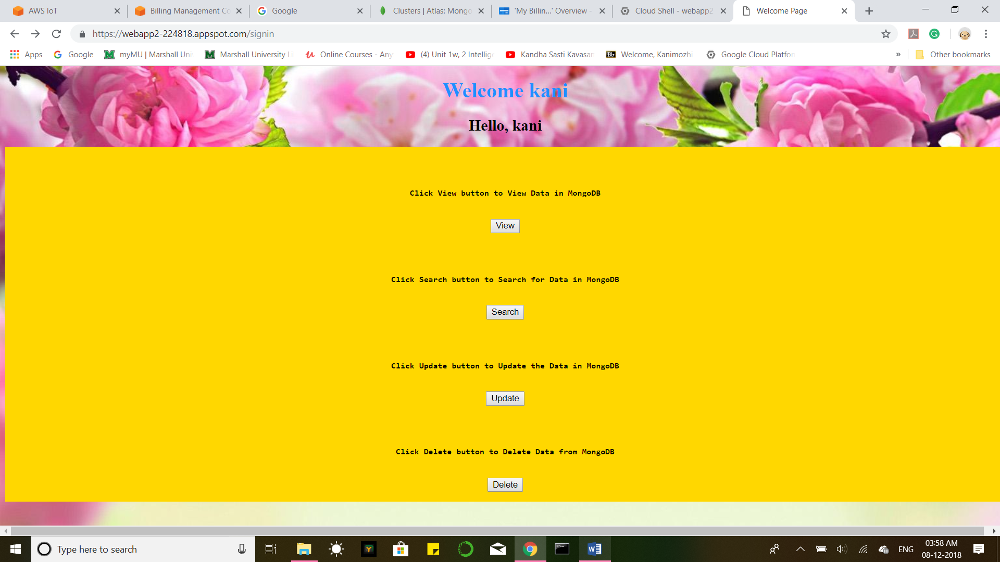 AWS IoT
Billing Management Co
Google
Clusters | Atlas: Mongo
'My Billin...' Overview -
Cloud Shell - webapp2
Welcome Page
https://webapp2-224818.appspot.com/signin
Apps
Google
myMU | Marshall Uni
Marshall University Li
Online Courses - Any
(4) Unit 1w, 2 Intellige
Kandha Sasti Kavasam
Bb Welcome, Kanimozhi
Google Cloud Platfor
»
Other bookmarks
Welcome kani
Hello, kani
Click View button to View Data in MongoDB
View
Click Search button to Search for Data in MongoDB
Search
Click Update button to Update the Data in MongoDB
Update
Click Delete button to Delete Data from MongoDB
Delete
Type here to search
ENG
03:58 AM
08-12-2018